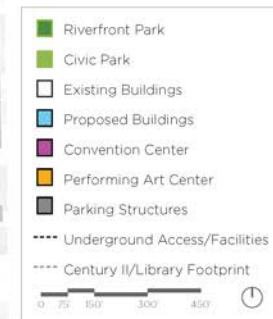 Riverfront Park
Civic Park
Existing Buildings
Proposed Buildings
Convention Center
Performing Art Center
Parking Structures
Underground Access/Facilities
Century II/Library Footprint
0 75' 150' 300' 450'